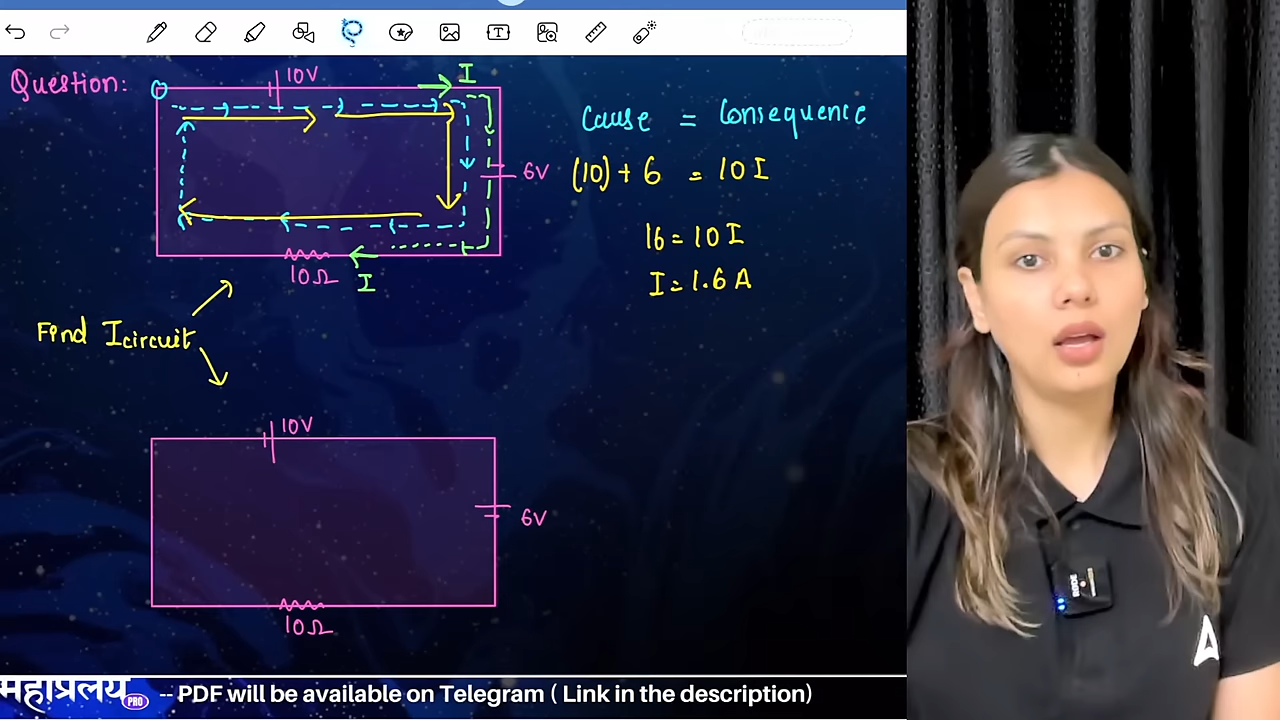 Question:
10V
I
6V
10Ω
I
Cause = Consequence
(10) + 6 = 10 I
16 = 10 I
I = 1.6 A
Find Icircuit
10V
6V
10Ω
RODE
महाप्रलय PRO -- PDF will be available on Telegram ( Link in the description)